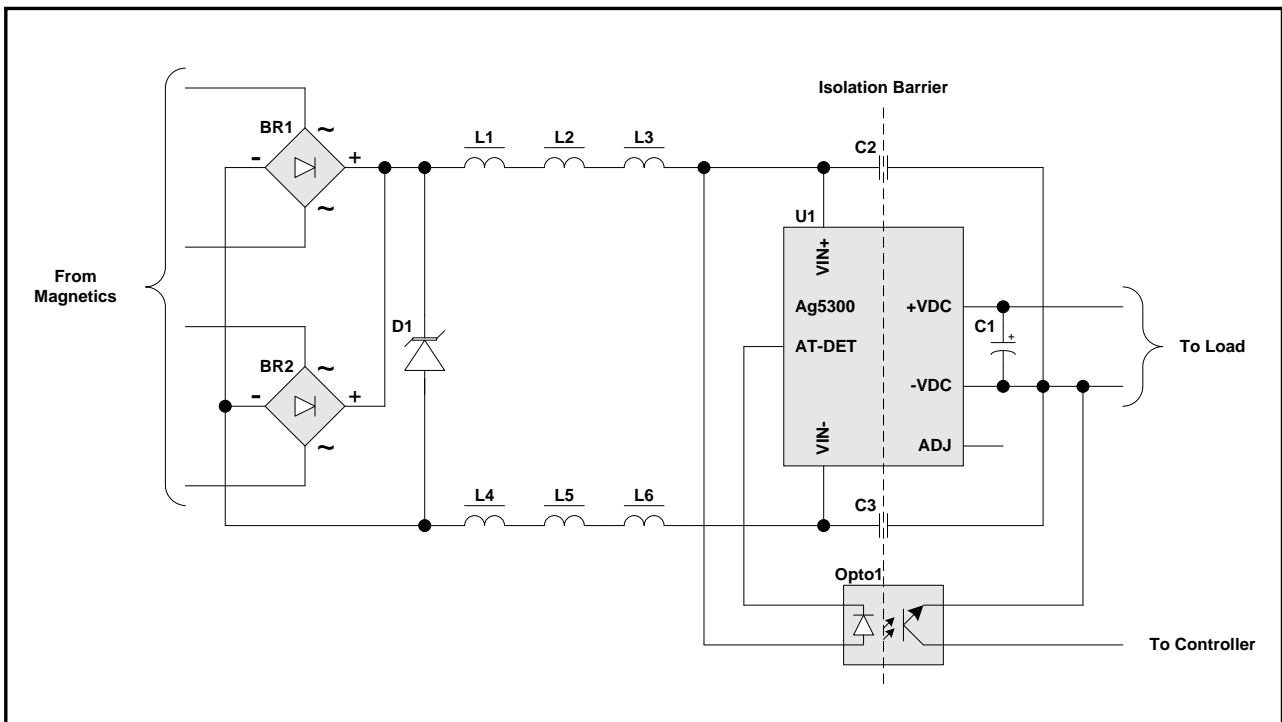 Isolation Barrier
BR1
~
-
+
~
L1
L2
L3
C2
U1
VIN+
From
Magnetics
Ag5300
+VDC
C1
+
D1
AT-DET
To Load
BR2
~
-
+
~
-VDC
VIN-
ADJ
L4
L5
L6
C3
Opto1
To Controller